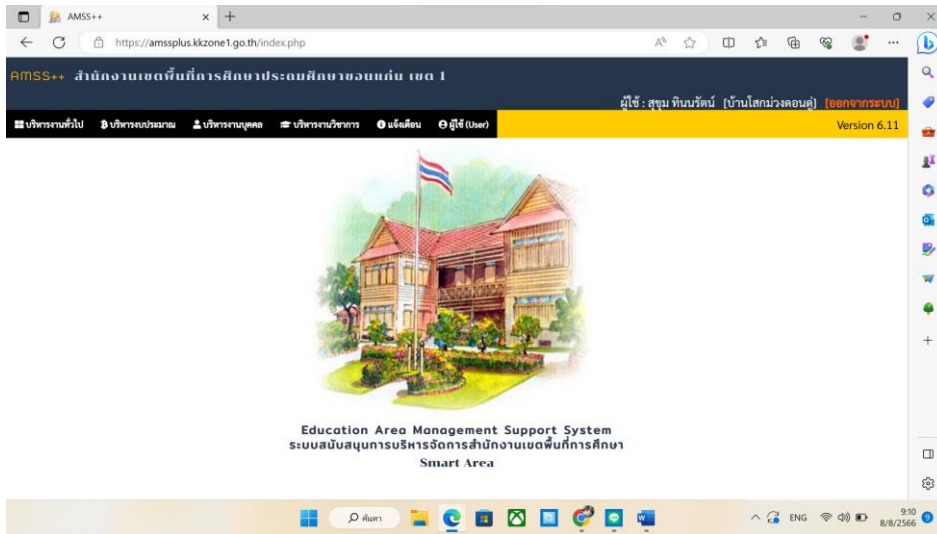 AMSS++
https://amssplus.kkzone1.go.th/index.php
AMSS++ สำนักงานเขตพื้นที่การศึกษาประถมศึกษาขอนแก่น เขต 1
ผู้ใช้ : สุขุม ทินนรัตน์ [บ้านโสกม่วงดอนดู่] [ออกจากระบบ]
บริหารงานทั่วไป บริหารงบประมาณ บริหารงานบุคคล บริหารงานวิชาการ แจ้งเตือน ผู้ใช้ (User) Version 6.11
Education Area Management Support System
ระบบสนับสนุนการบริหารจัดการสำนักงานเขตพื้นที่การศึกษา
Smart Area
ค้นหา ENG 9:10
8/8/2566 9